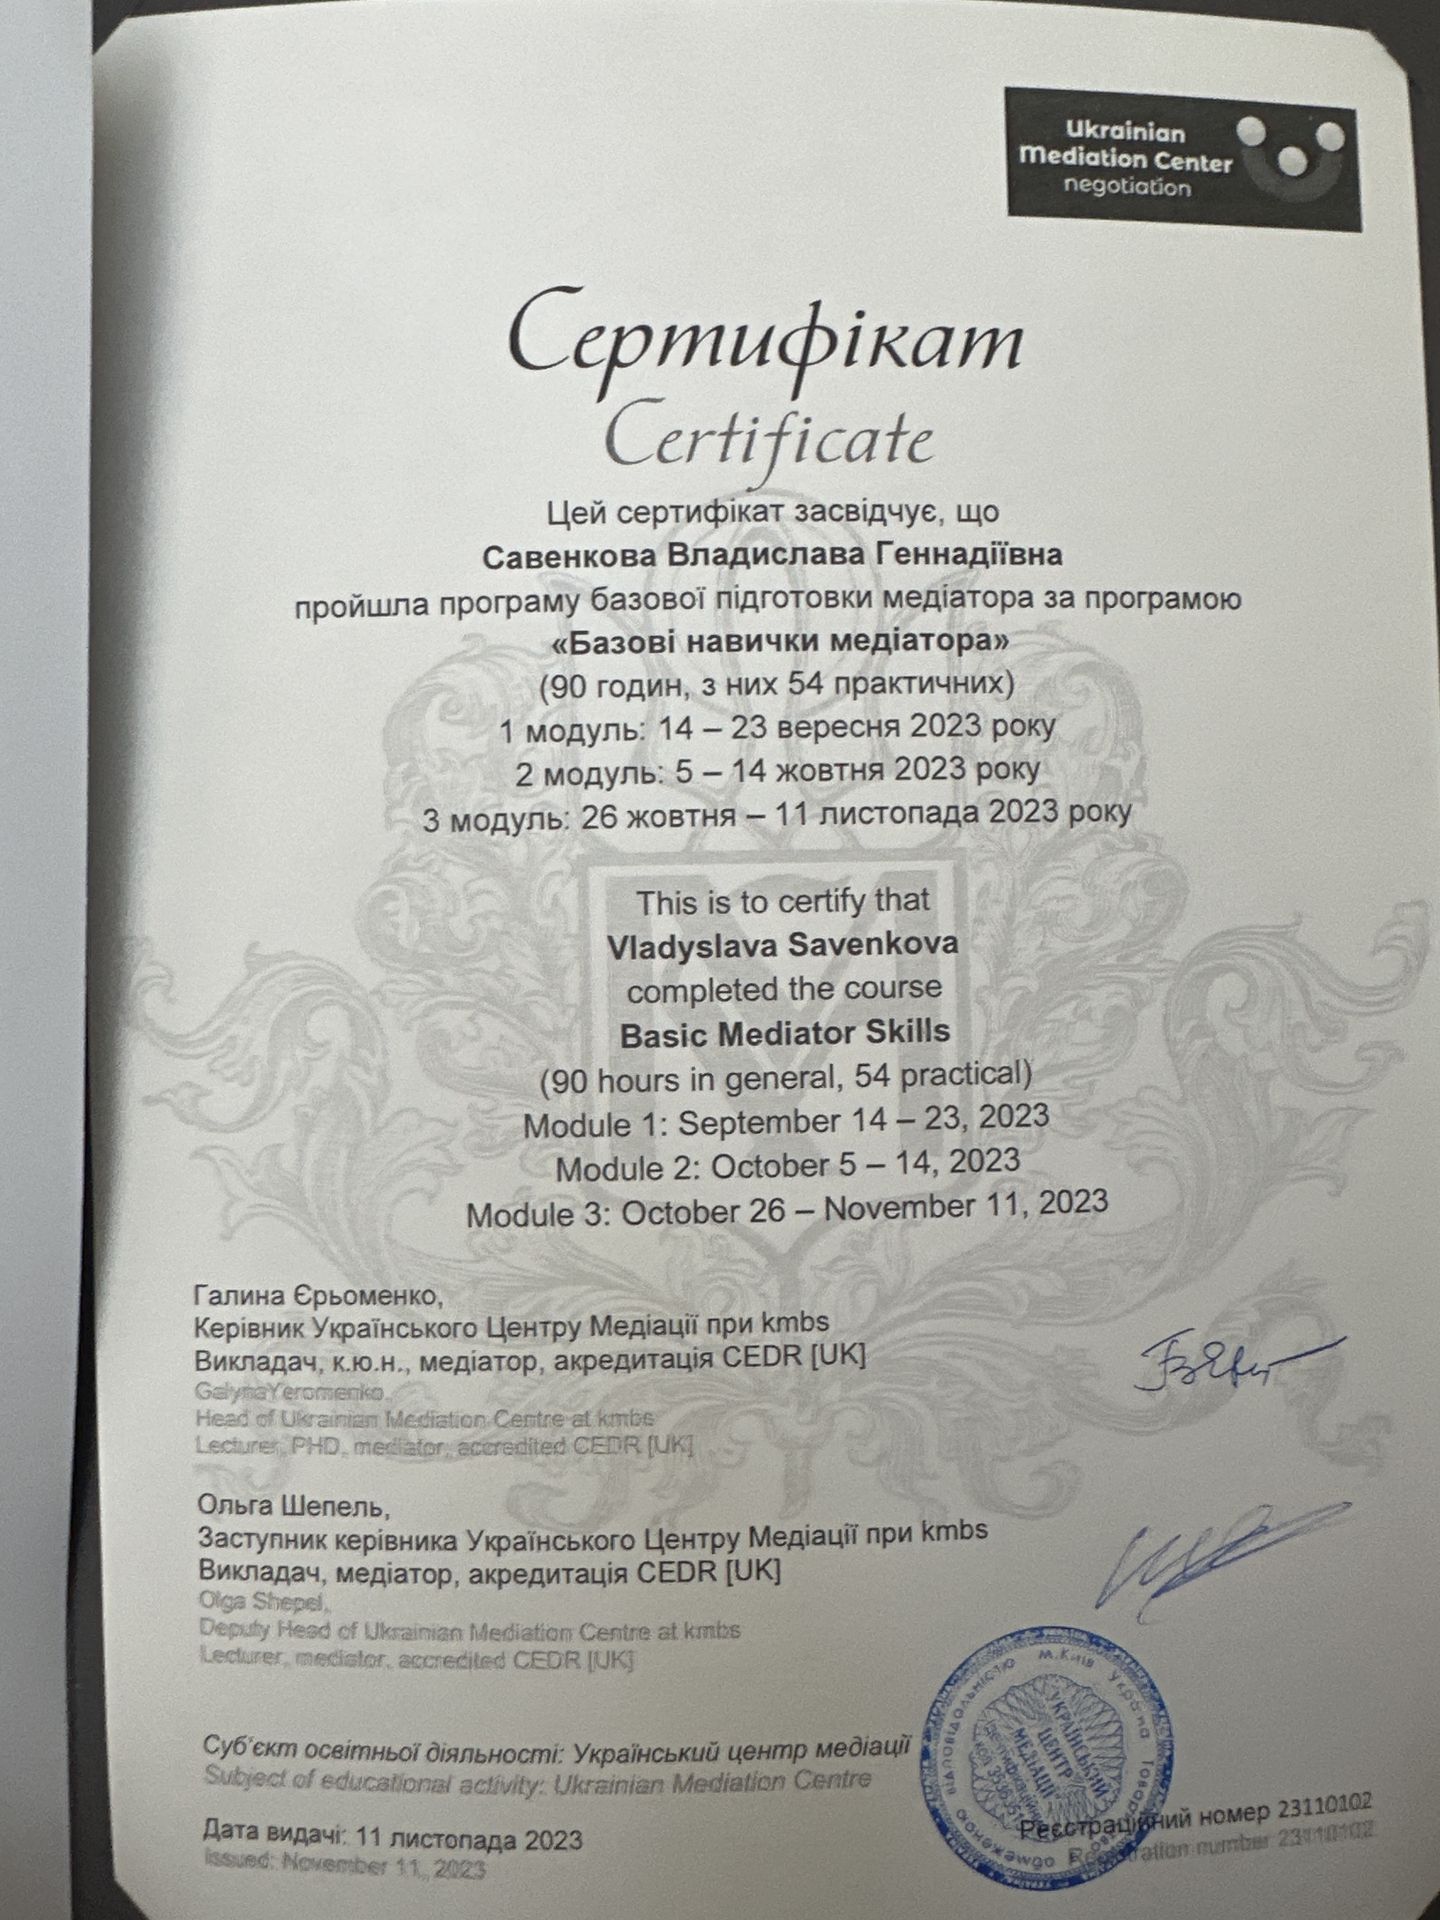 Ukrainian
Mediation Center
negotiation
Сертифікат
Certificate
Цей сертифікат засвідчує, що
Савенкова Владислава Геннадіївна
пройшла програму базової підготовки медіатора за програмою
«Базові навички медіатора»
(90 годин, з них 54 практичних)
1 модуль: 14 – 23 вересня 2023 року
2 модуль: 5 – 14 жовтня 2023 року
3 модуль: 26 жовтня – 11 листопада 2023 року
This is to certify that
Vladyslava Savenkova
completed the course
Basic Mediator Skills
(90 hours in general, 54 practical)
Module 1: September 14 – 23, 2023
Module 2: October 5 – 14, 2023
Module 3: October 26 – November 11, 2023
Галина Єрьоменко,
Керівник Українського Центру Медіації при kmbs
Викладач, к.ю.н., медіатор, акредитація CEDR [UK]
GalynaYeromenko,
Head of Ukrainian Mediation Centre at kmbs
Lecturer, PHD, mediator, accredited CEDR [UK]
Ольга Шепель,
Заступник керівника Українського Центру Медіації при kmbs
Викладач, медіатор, акредитація CEDR [UK]
Olga Shepel,
Deputy Head of Ukrainian Mediation Centre at kmbs
Lecturer, mediator, accredited CEDR [UK]
м.Київ Україна
відповідальністю
обмеженою
УКРАЇНСЬКИЙ
ЦЕНТР
МЕДІАЦІЇ
Суб'єкт освітньої діяльності: Український центр медіації
Subject of educational activity: Ukrainian Mediation Centre
Реєстраційний номер 23110102
Registration number 23110102
Дата видачі: 11 листопада 2023
Issued: November 11, 2023